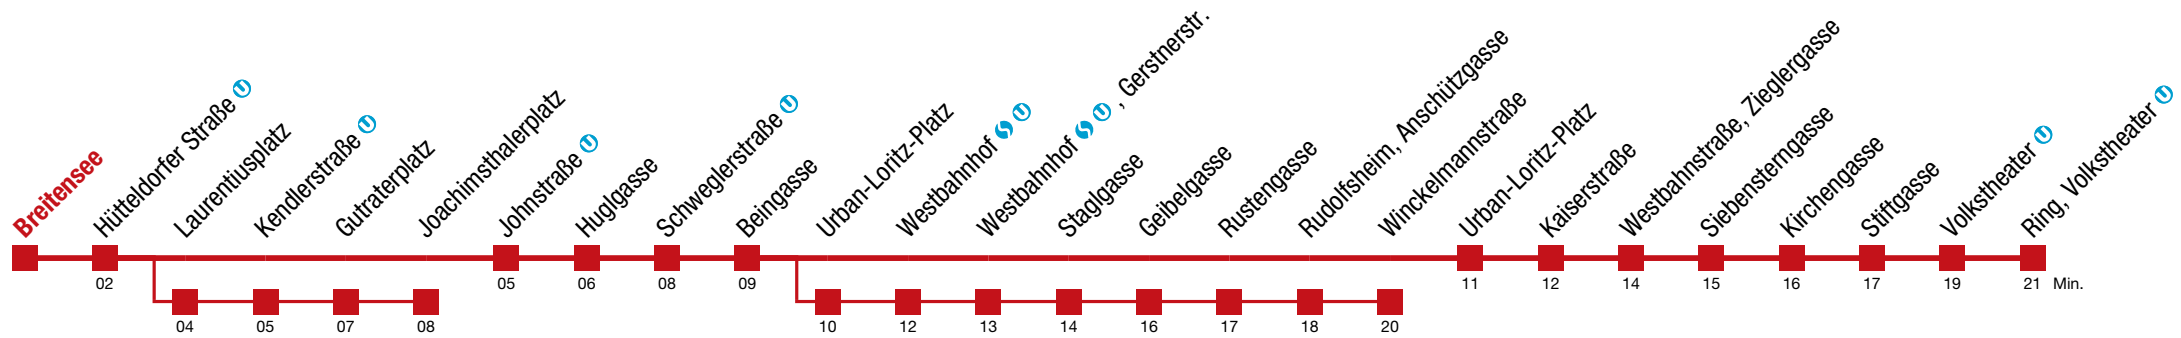 Breitensee
Hütteldorfer Straße U
Laurentiusplatz
Kendlerstraße U
Gutraterplatz
Joachimsthalerplatz
Johnstraße U
Huglgasse
Schweglerstraße U
Beingasse
Urban-Loritz-Platz
Westbahnhof S U
Westbahnhof S U , Gerstnerstr.
Staglgasse
Geibelgasse
Rustengasse
Rudolfsheim, Anschützgasse
Winckelmannstraße
Urban-Loritz-Platz
Kaiserstraße
Westbahnstraße, Zieglergasse
Siebensterngasse
Kirchengasse
Stiftgasse
Volkstheater U
Ring, Volkstheater U
02 05 06 08 09 11 12 14 15 16 17 19 21 Min.
04 05 07 08 10 12 13 14 16 17 18 20